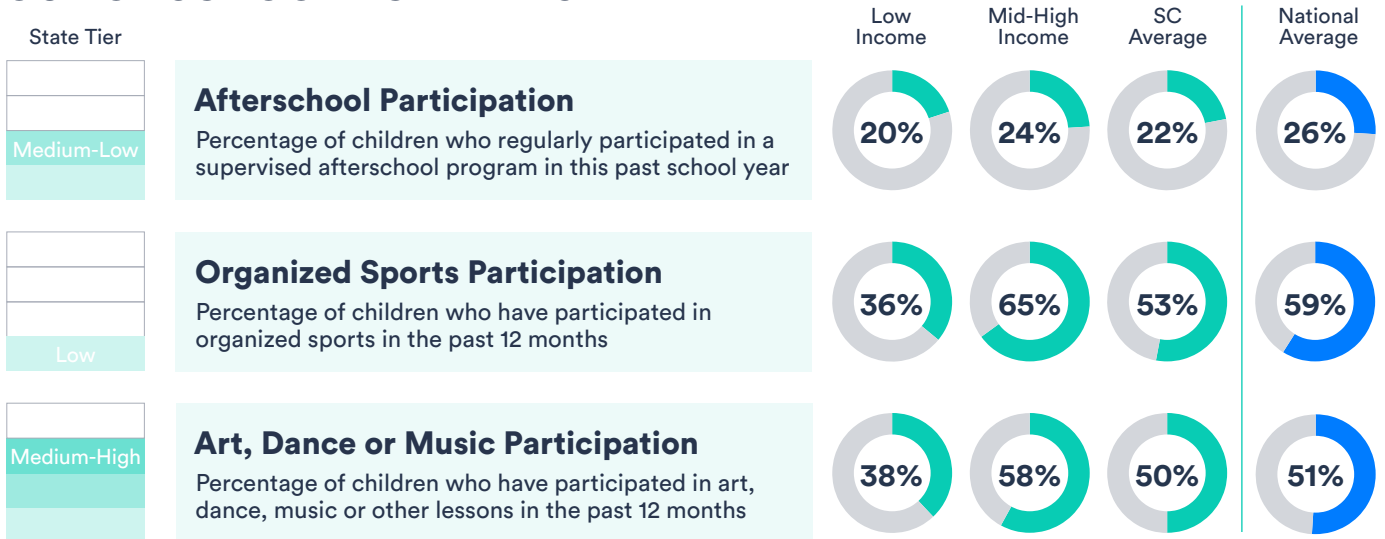 State Tier
Low
Income
Mid-High
Income
SC
Average
National
Average
Medium-Low
Afterschool Participation
Percentage of children who regularly participated in a
supervised afterschool program in this past school year
20%
24%
22%
26%
Low
Organized Sports Participation
Percentage of children who have participated in
organized sports in the past 12 months
36%
65%
53%
59%
Medium-High
Art, Dance or Music Participation
Percentage of children who have participated in art,
dance, music or other lessons in the past 12 months
38%
58%
50%
51%